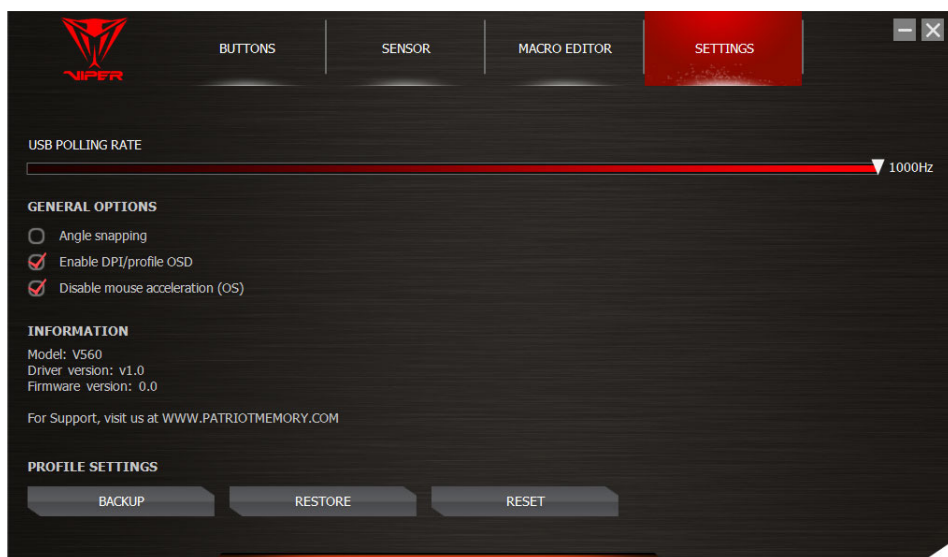 VIPER
BUTTONS
SENSOR
MACRO EDITOR
SETTINGS
USB POLLING RATE
1000Hz
GENERAL OPTIONS
Angle snapping
Enable DPI/profile OSD
Disable mouse acceleration (OS)
INFORMATION
Model: V560
Driver version: v1.0
Firmware version: 0.0
For Support, visit us at WWW.PATRIOTMEMORY.COM
PROFILE SETTINGS
BACKUP
RESTORE
RESET